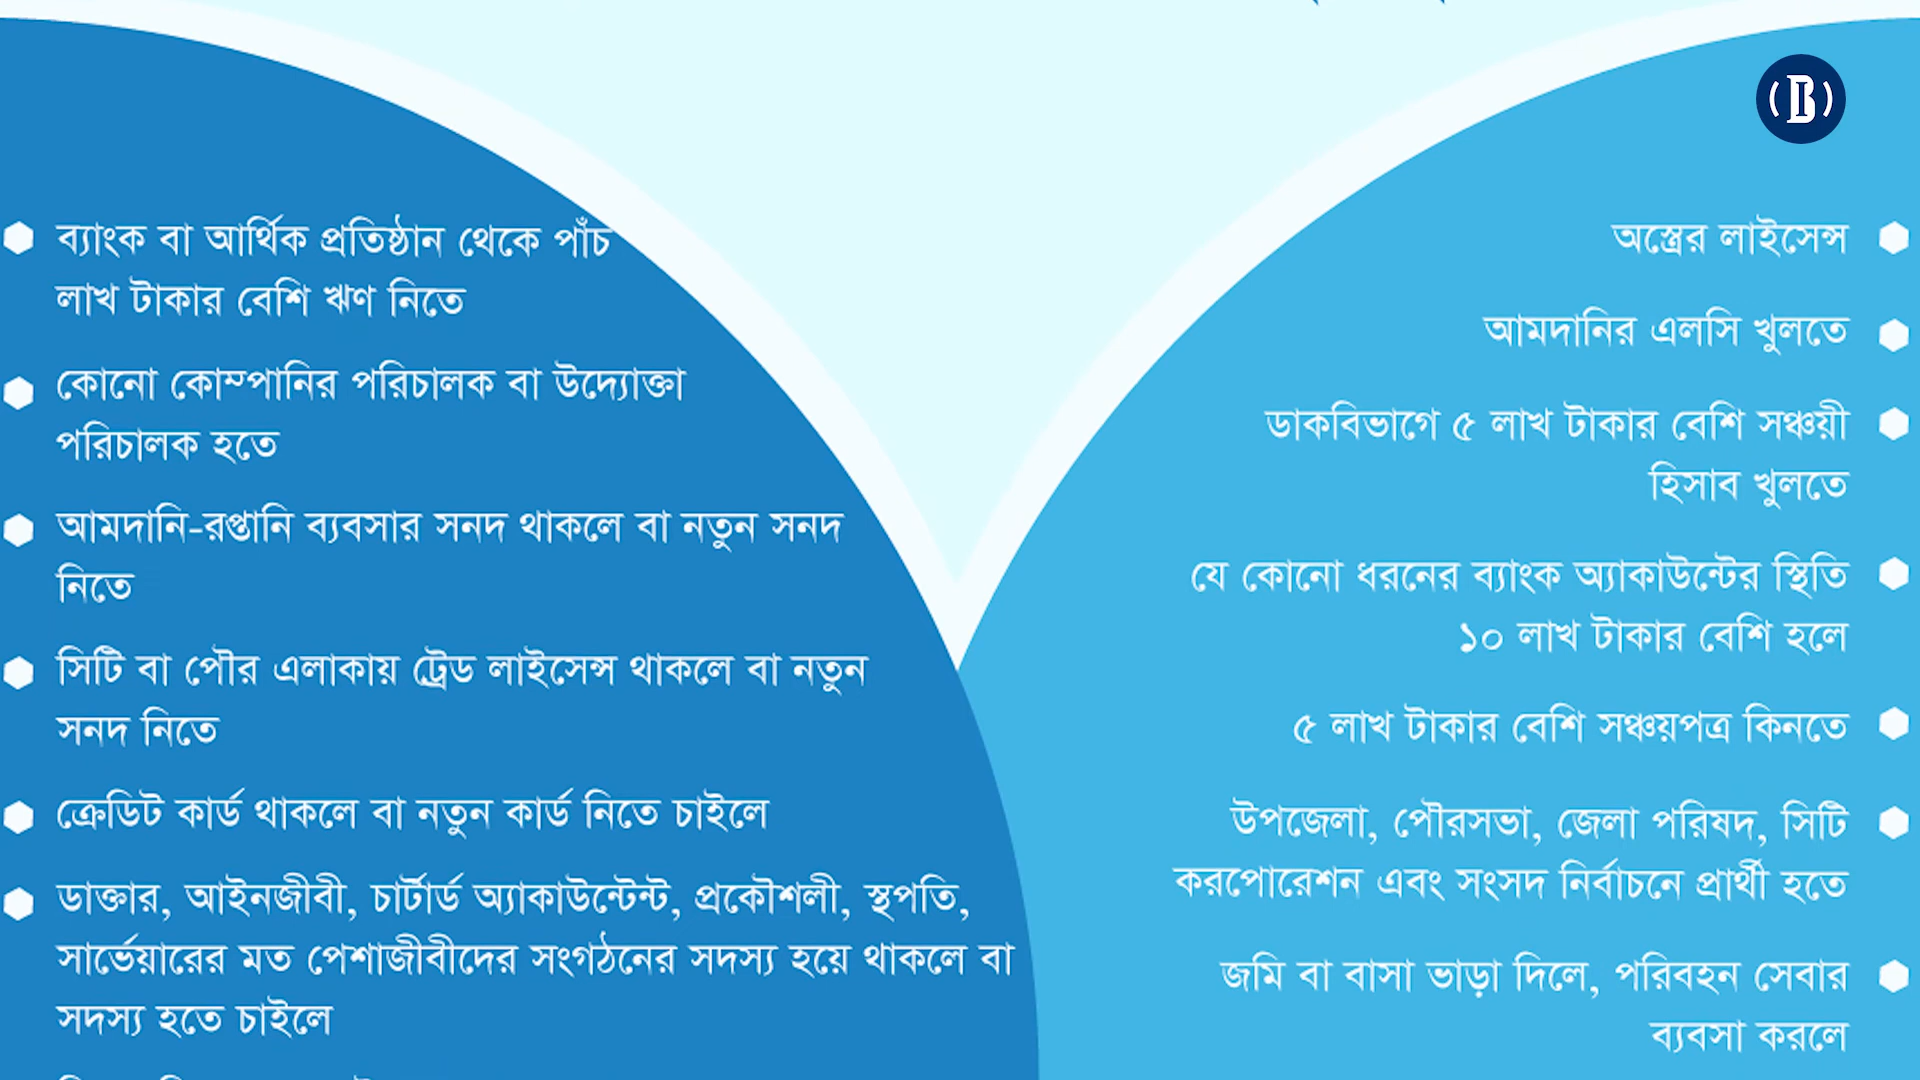 ব্যাংক বা আর্থিক প্রতিষ্ঠান থেকে পাঁচ
লাখ টাকার বেশি ঋণ নিতে
কোনো কোম্পানির পরিচালক বা উদ্যোক্তা
পরিচালক হতে
আমদানি-রপ্তানি ব্যবসার সনদ থাকলে বা নতুন সনদ
নিতে
সিটি বা পৌর এলাকায় ট্রেড লাইসেন্স থাকলে বা নতুন
সনদ নিতে
ক্রেডিট কার্ড থাকলে বা নতুন কার্ড নিতে চাইলে
ডাক্তার, আইনজীবী, চার্টার্ড অ্যাকাউন্টেন্ট, প্রকৌশলী, স্থপতি,
সার্ভেয়ারের মত পেশাজীবীদের সংগঠনের সদস্য হয়ে থাকলে বা
সদস্য হতে চাইলে
B
অস্ত্রের লাইসেন্স
আমদানির এলসি খুলতে
ডাকবিভাগে ৫ লাখ টাকার বেশি সঞ্চয়ী
হিসাব খুলতে
যে কোনো ধরনের ব্যাংক অ্যাকাউন্টের স্থিতি
১০ লাখ টাকার বেশি হলে
৫ লাখ টাকার বেশি সঞ্চয়পত্র কিনতে
উপজেলা, পৌরসভা, জেলা পরিষদ, সিটি
করপোরেশন এবং সংসদ নির্বাচনে প্রার্থী হতে
জমি বা বাসা ভাড়া দিলে, পরিবহন সেবার
ব্যবসা করলে